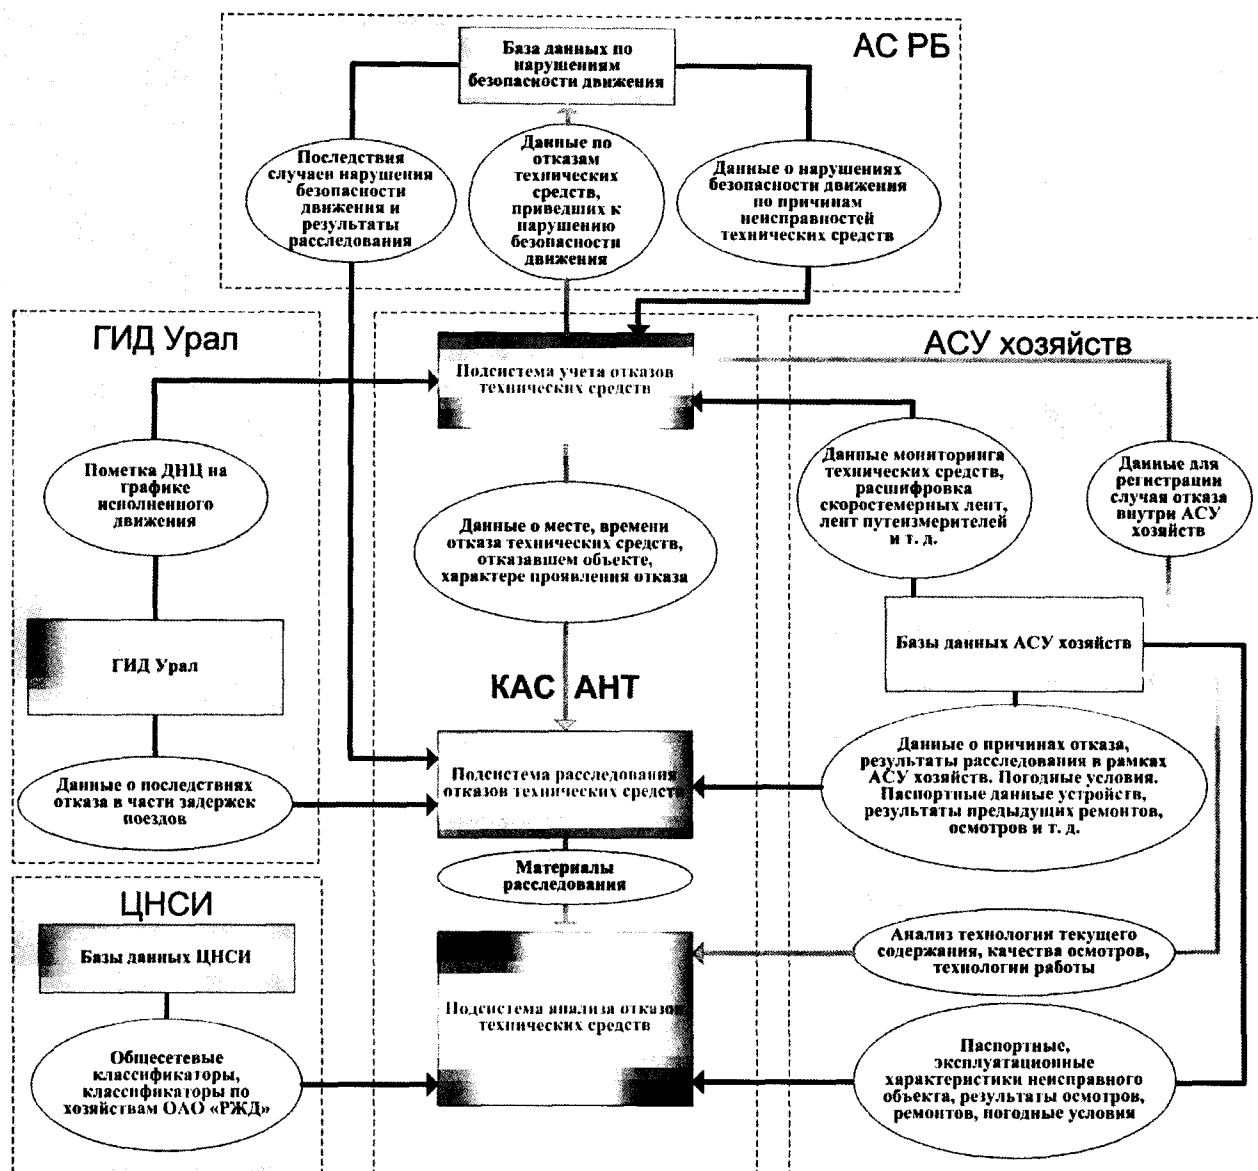 АС РБ
База данных по
нарушениям
безопасности движения
Последствия
случаен нарушения
безопасности
движения и
результаты
расследования
Данные по
отказам
технических
средств,
приведших к
нарушению
безопасности
движения
Данные о нарушениях
безопасности движения
по причинам
неисправностей
технических средств
ГИД Урал
Пометка ДНЦ на
графике
исполненного
движения
ГИД Урал
Данные о последствиях
отказа в части задержек
поездов
ЦНСИ
Базы данных ЦНСИ
Общесетевые
классификаторы,
классификаторы по
хозяйствам ОАО «РЖД»
Подсистема учета отказов
технических средств
Данные о месте, времени
отказа технических средств,
отказавшем объекте,
характере проявления отказа
КАС АНТ
Подсистема расследования
отказов технических средств
Материалы
расследования
Подсистема анализа отказов
технических средств
АСУ хозяйств
Данные мониторинга
технических средств,
расшифровка
скоростемерных лент,
лент путеизмерителей
и т. д.
Данные для
регистрации
случая отказа
внутри АСУ
хозяйств
Базы данных АСУ хозяйств
Данные о причинах отказа,
результаты расследования в рамках
АСУ хозяйств. Погодные условия.
Паспортные данные устройств,
результаты предыдущих ремонтов,
осмотров и т. д.
Анализ технологии текущего
содержания, качества осмотров,
технологии работы
Паспортные,
эксплуатационные
характеристики неисправного
объекта, результаты осмотров,
ремонтов, погодные условия